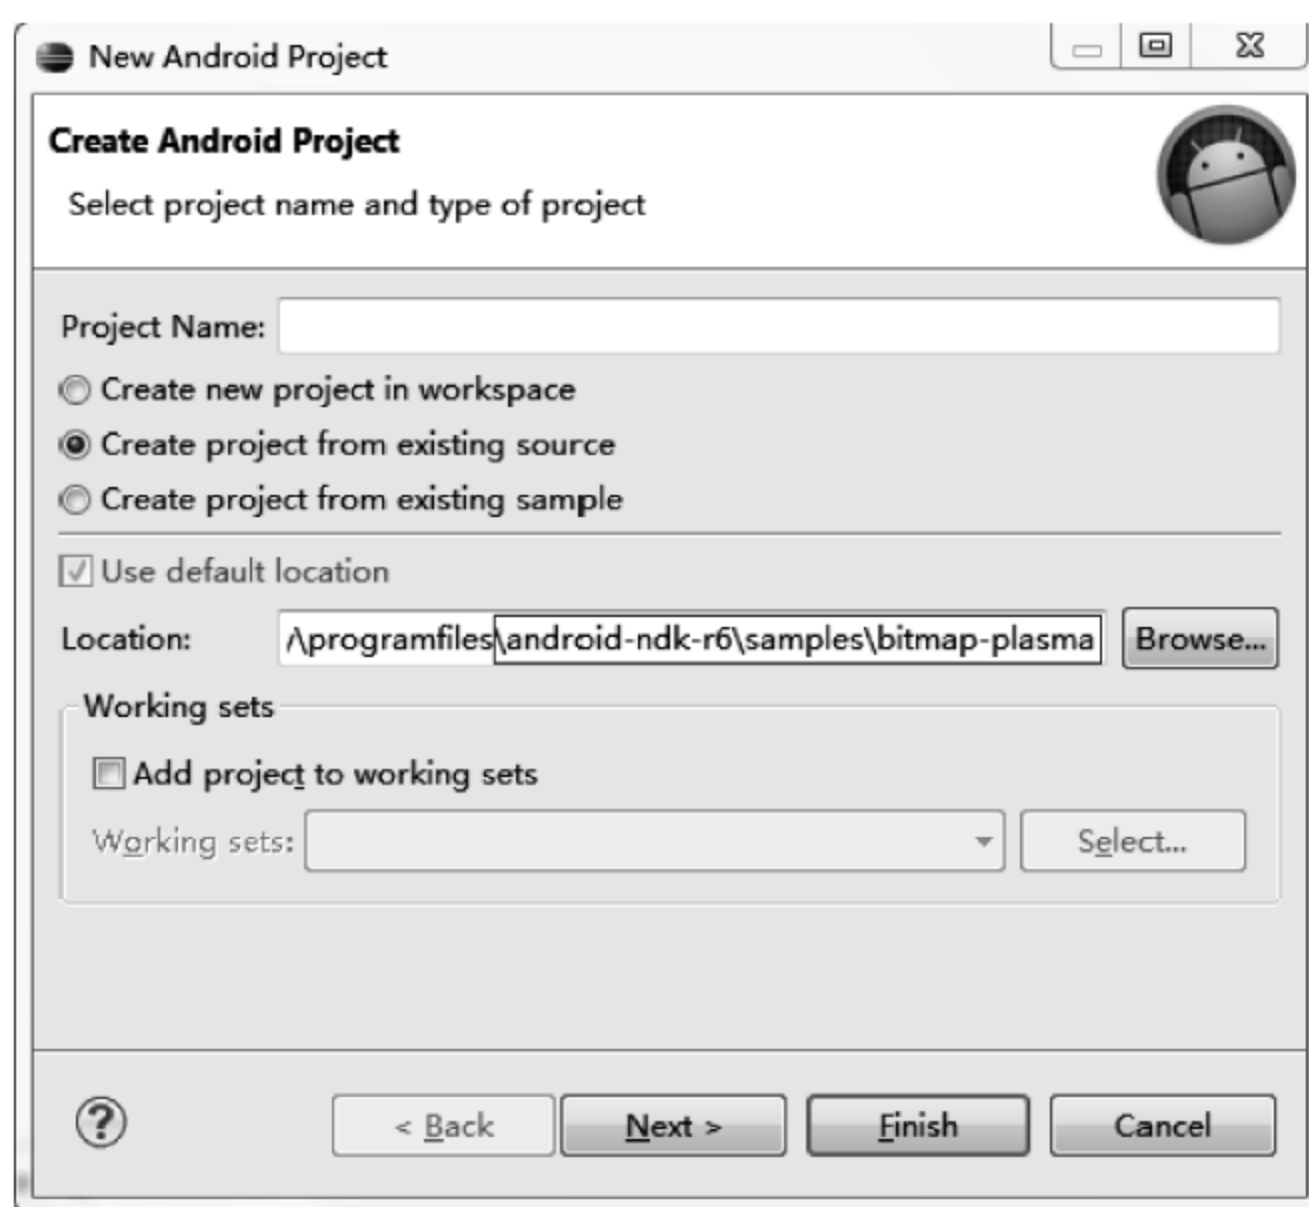 New Android Project
Create Android Project
Select project name and type of project
Project Name:
Create new project in workspace
Create project from existing source
Create project from existing sample
Use default location
Location: /\programfiles\android-ndk-r6\samples\bitmap-plasma Browse...
Working sets
Add project to working sets
Working sets: Select...
< Back Next > Finish Cancel